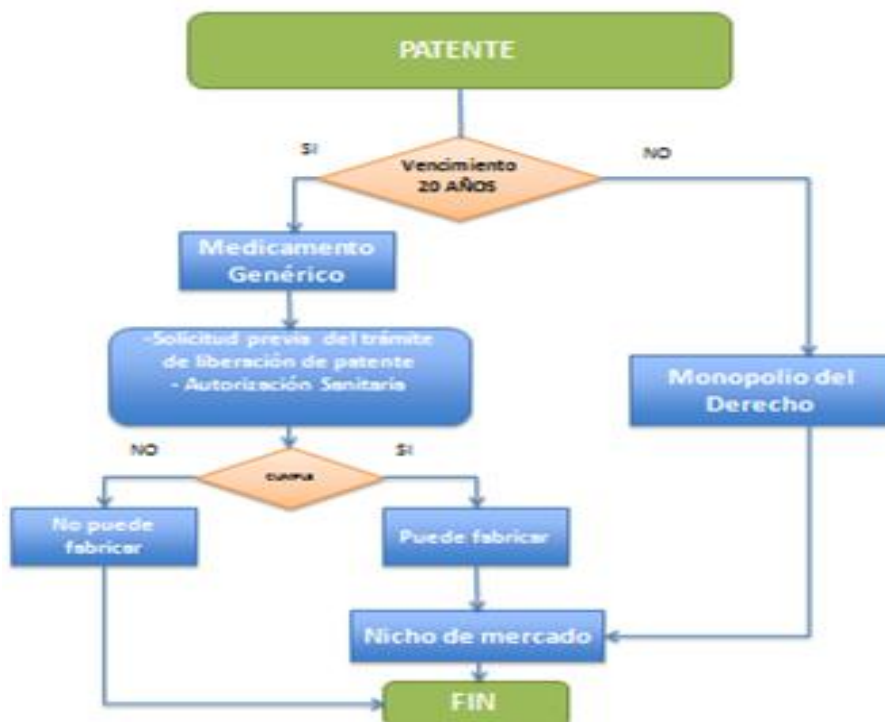 PATENTE
SI
NO
Vencimiento
20 AÑOS
Medicamento
Genérico
-Solicitud previa del trámite
de liberación de patente
- Autorización Sanitaria
Monopolio del
Derecho
NO
SI
No puede
fabricar
Puede fabricar
Nicho de mercado
FIN